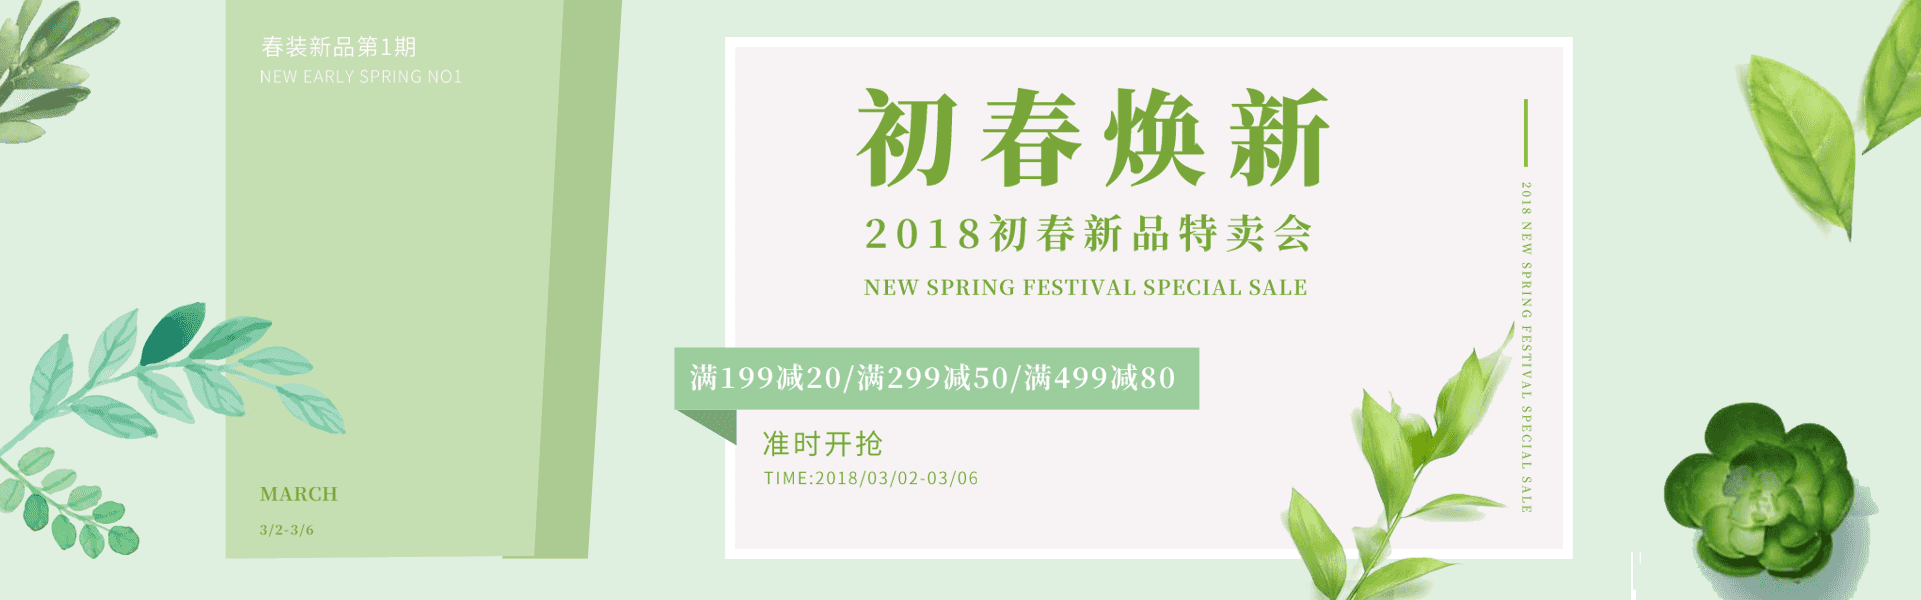 春装新品第1期
NEW EARLY SPRING NO1
MARCH
3/2-3/6
初春焕新
2018初春新品特卖会
NEW SPRING FESTIVAL SPECIAL SALE
满199减20/满299减50/满499减80
准时开抢
TIME:2018/03/02-03/06
2018 NEW SPRING FESTIVAL SPECIAL SALE